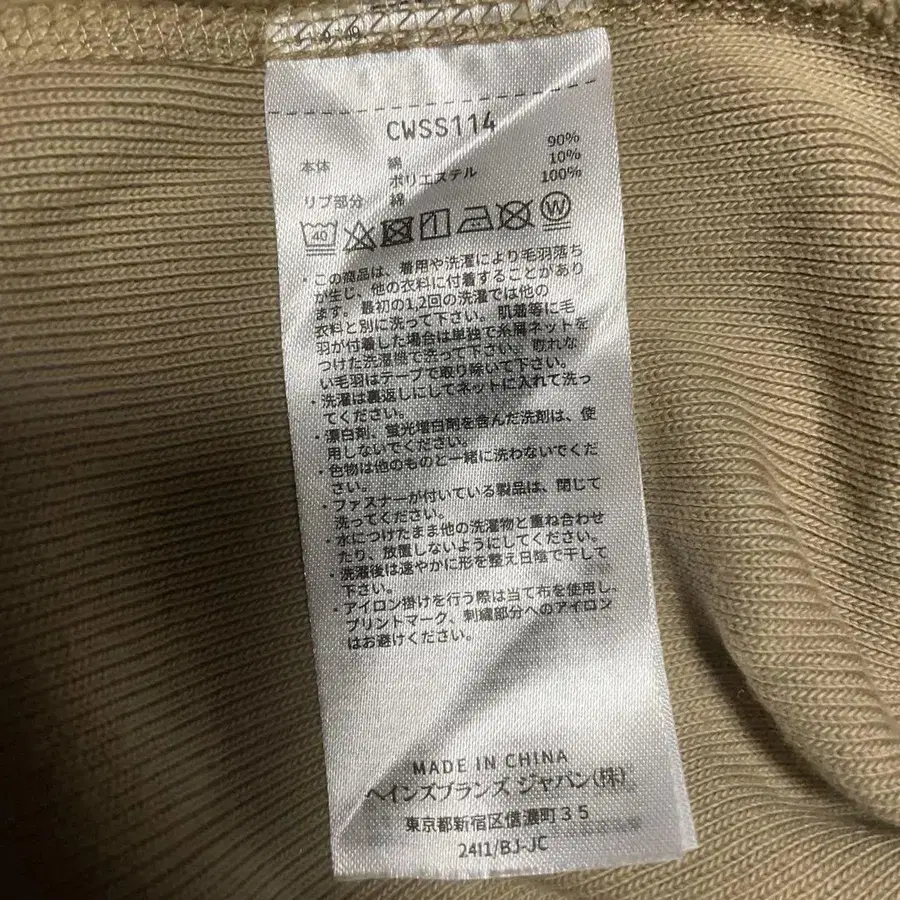 CWSS114
本体 綿 90%
ポリエステル 10%
リブ部分 綿 100%
40 W
・この商品は、着用や洗濯により毛羽落ち
が生じ、他の衣料に付着することがあり
ます。最初の1,2回の洗濯では他の
衣料と別に洗って下さい。肌着等に毛
羽が付着した場合は単独で糸屑ネットを
つけた洗濯機で洗って下さい。取れな
い毛羽はテープで取り除いて下さい。
・洗濯は裏返しにしてネットに入れて洗っ
てください。
・漂白剤、蛍光増白剤を含んだ洗剤は、使
用しないでください。
・色物は他のものと一緒に洗わないでくだ
さい。
・ファスナーが付いている製品は、閉じて
洗ってください。
・水につけたまま他の洗濯物と重ね合わせ
たり、放置しないようにしてください。
・洗濯後は速やかに形を整え日陰で干して
下さい。
・アイロン掛けを行う際は当て布を使用し、
プリントマーク、刺繍部分へのアイロン
はお避けください。
MADE IN CHINA
ヘインズブランズ ジャパン(株)
東京都新宿区信濃町35
2411/BJ-JC